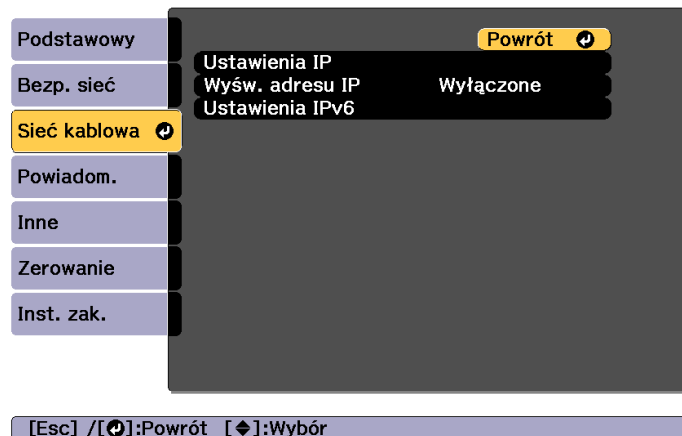 Podstawowy
Bezp. sieć
Sieć kablowa
Powiadom.
Inne
Zerowanie
Inst. zak.
Powrót
Ustawienia IP
Wyśw. adresu IP Wyłączone
Ustawienia IPv6
[Esc] /[]:Powrót []:Wybór